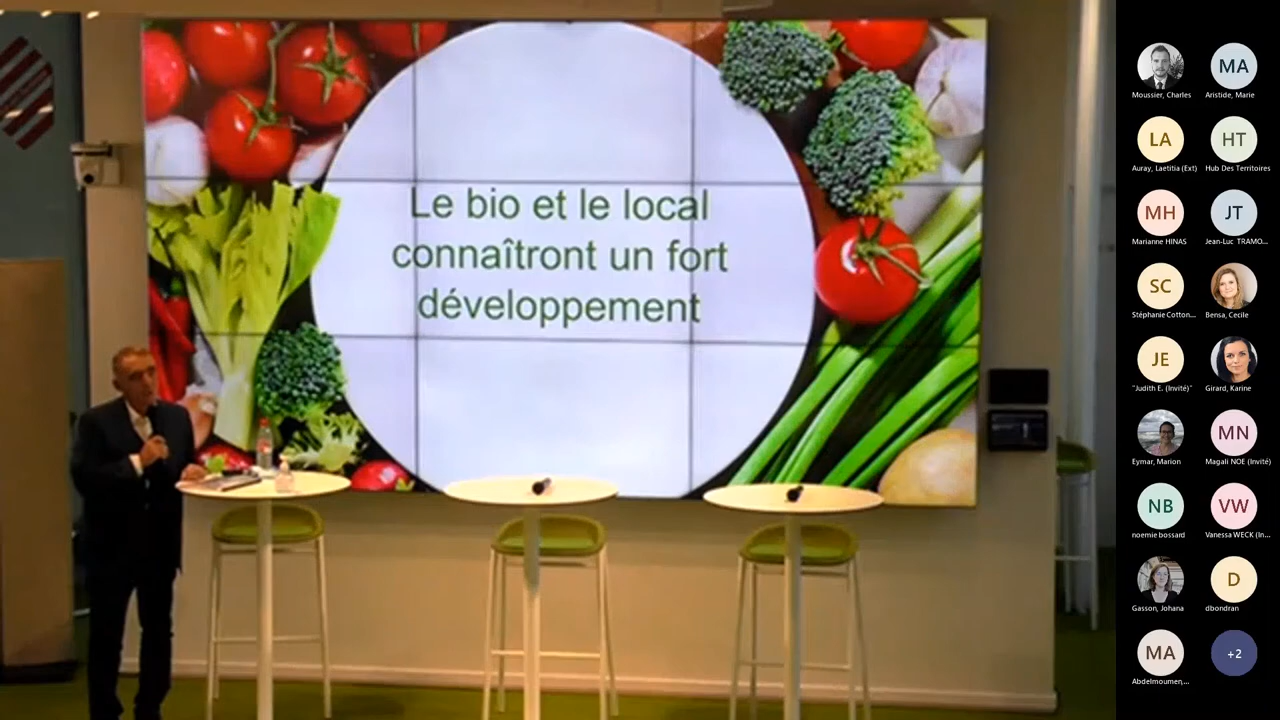 Le bio et le local
connaîtront un fort
développement
MA
Moussier, Charles
Aristide, Marie
LA
HT
Auray, Laetitia (Ext)
Hub Des Territoires
MH
JT
Marianne HINAS
Jean-Luc TRAMO...
SC
Stéphanie Cotton...
Bensa, Cecile
JE
"Judith E. (Invité)"
Girard, Karine
MN
Eymar, Marion
Magali NOE (Invité)
NB
VW
noemie bossard
Vanessa WECK (In...
D
Gasson, Johana
dbondran
MA
+2
Abdelmoumen,...